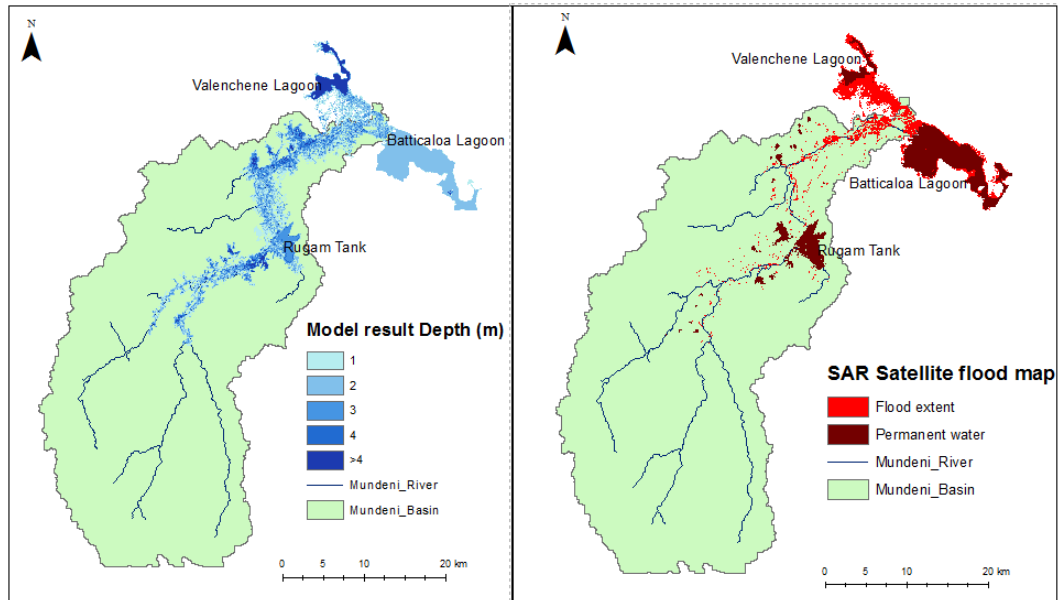 N
Valenchene Lagoon
Batticaloa Lagoon
Rugam Tank
Model result Depth (m)
1
2
3
4
>4
Mundeni_River
Mundeni_Basin
0 5 10 20 km
N
Valenchene Lagoon
Batticaloa Lagoon
Rugam Tank
SAR Satellite flood map
Flood extent
Permanent water
Mundeni_River
Mundeni_Basin
0 5 10 20 km